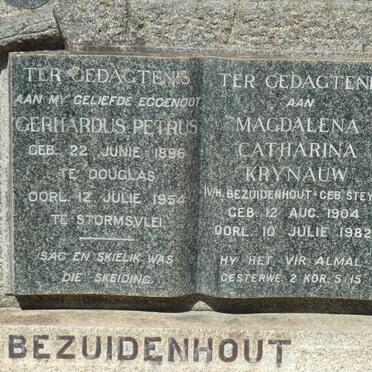 TER GEDAGTENIS
AAN MY GELIEFDE EGGENOOT
GERHARDUS PETRUS
GEB. 22 JUNIE 1896
TE DOUGLAS
OORL. 12 JULIE 1954
TE STORMSVLEI
SAG EN SKIELIK WAS
DIE SKEIDING.
TER GEDAGTENI
AAN
MAGDALENA
CATHARINA
KRYNAUW
(V/H. BEZUIDENHOUT - GEB. STEY
GEB. 12 AUG. 1904
OORL. 10 JULIE 1982
HY HET VIR ALMAL
GESTERWE. 2 KOR. 5:15
BEZUIDENHOUT